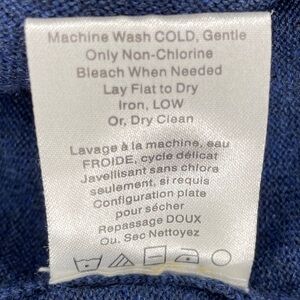 Machine Wash COLD, Gentle
Only Non-Chlorine
Bleach When Needed
Lay Flat to Dry
Iron, LOW
Or, Dry Clean
Lavage à la machine, eau
FROIDE, cycle délicat
Javellisant sans chlore
seulement, si requis
Configuration plate
pour sécher
Repassage DOUX
Ou. Sec Nettoyez